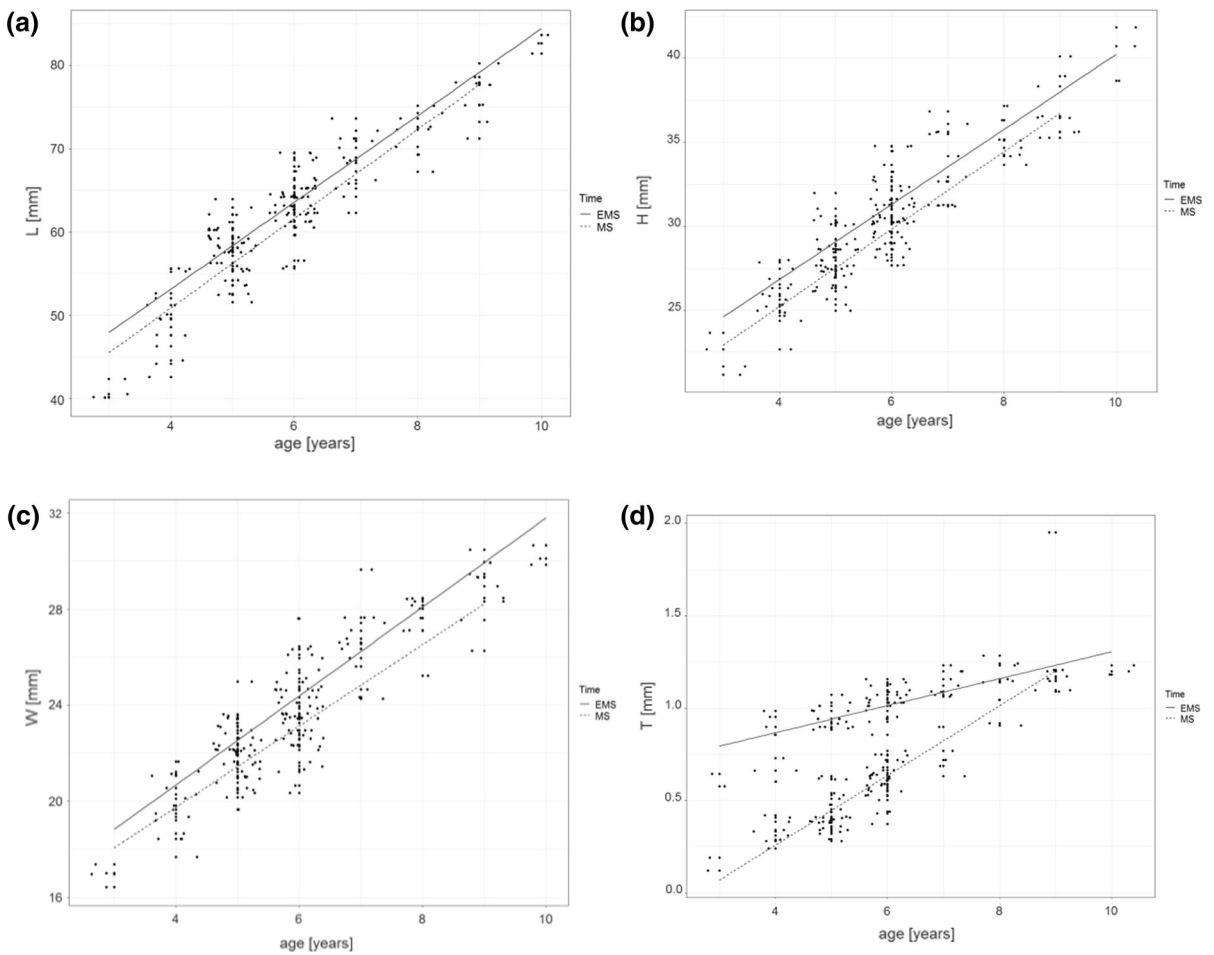 (a)
80
70
60
50
40
L [mm]
4
6
8
10
age [years]
Time
EMS
MS
(b)
40
35
30
25
H [mm]
4
6
8
10
age [years]
Time
EMS
MS
(c)
32
28
24
20
16
W [mm]
4
6
8
10
age [years]
Time
EMS
MS
(d)
2.0
1.5
1.0
0.5
0.0
T [mm]
4
6
8
10
age [years]
Time
EMS
MS